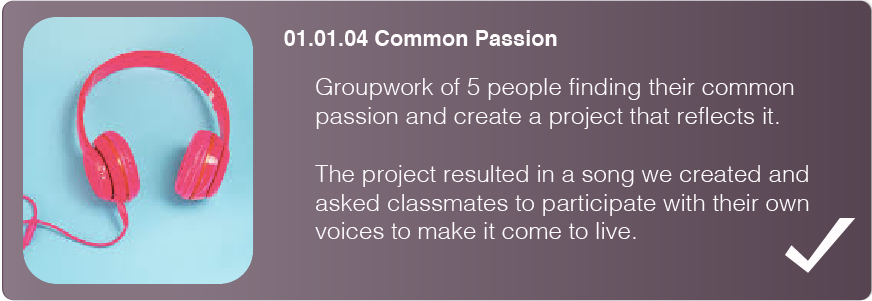 01.01.04 Common Passion
Groupwork of 5 people finding their common
passion and create a project that reflects it.
The project resulted in a song we created and
asked classmates to participate with their own
voices to make it come to live.